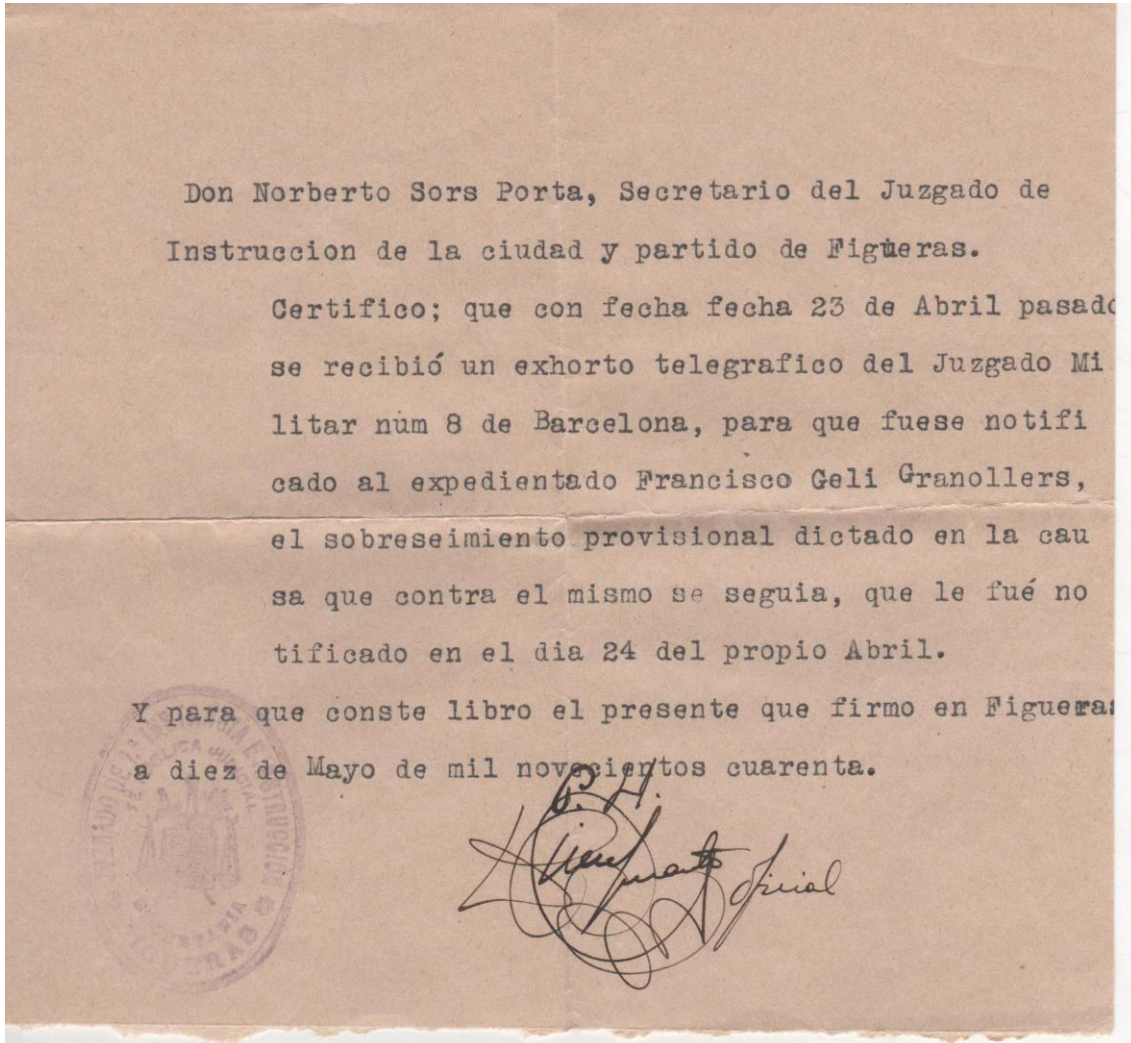 Don Norberto Sors Porta, Secretario del Juzgado de
Instruccion de la ciudad y partido de Figueras.
Certifico; que con fecha fecha 23 de Abril pasado
se recibió un exhorto telegrafico del Juzgado Mi
litar núm 8 de Barcelona, para que fuese notifi
cado al expedientado Francisco Geli Granollers,
el sobreseimiento provisional dictado en la cau
sa que contra el mismo se seguia, que le fué no
tificado en el dia 24 del propio Abril.
Y para que conste libro el presente que firmo en Figueras
a diez de Mayo de mil novecientos cuarenta.
P. H.
oficial